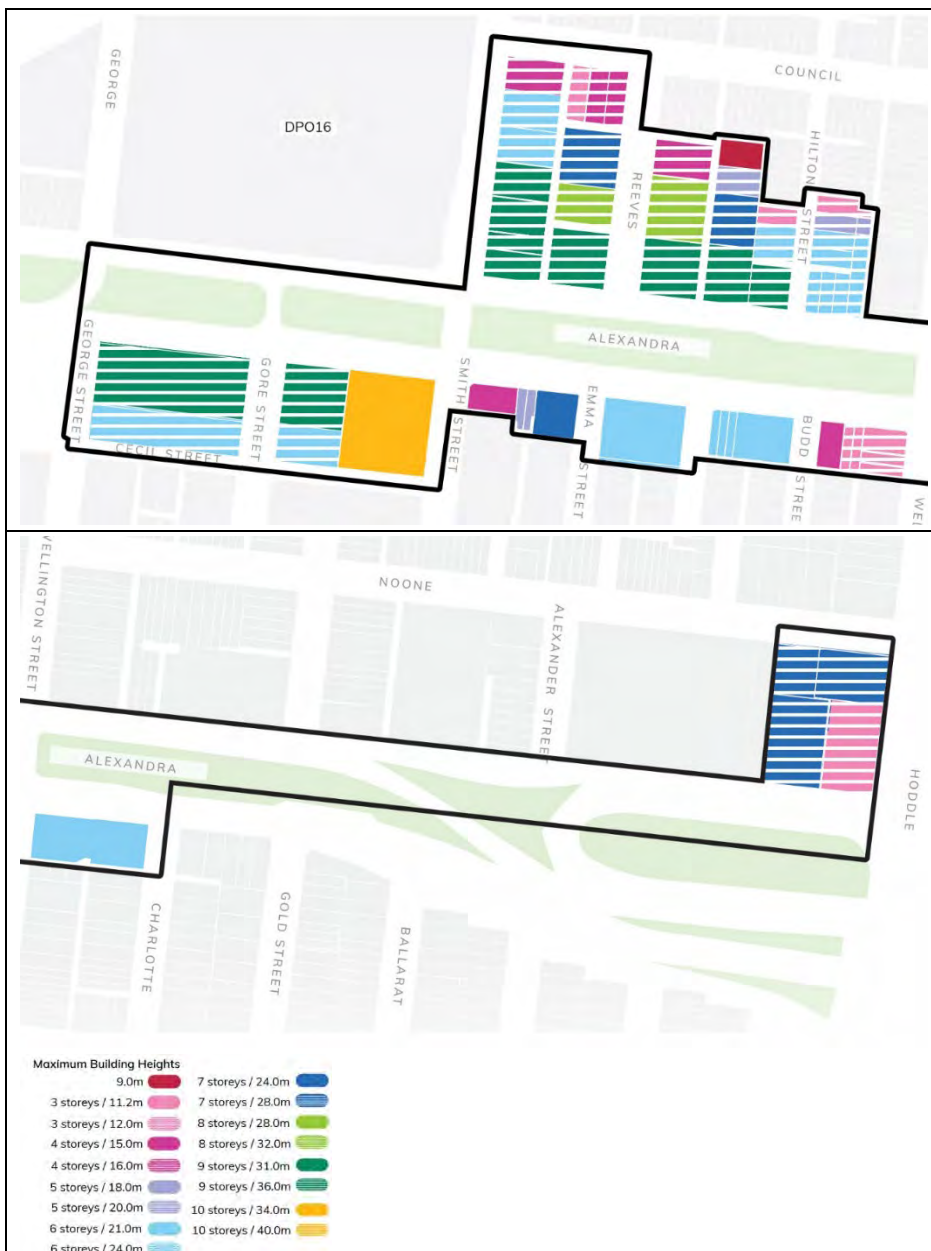 GEORGE
DPO16
COUNCIL
HILTON
STREET
REEVES
ALEXANDRA
GEORGE STREET
GORE STREET
SMITH STREET
EMMA
STREET
BUDD
STREE
WEI
CECIL STREET
NOONE
ALEXANDER STREET
ALEXANDRA
HODDLE
CHARLOTTE
GOLD STREET
BALLARAT
Maximum Building Heights
9.0m
3 storeys / 11.2m
3 storeys / 12.0m
4 storeys / 15.0m
4 storeys / 16.0m
5 storeys / 18.0m
5 storeys / 20.0m
6 storeys / 21.0m
6 storeys / 24.0m
7 storeys / 24.0m
7 storeys / 28.0m
8 storeys / 28.0m
8 storeys / 32.0m
9 storeys / 31.0m
9 storeys / 36.0m
10 storeys / 34.0m
10 storeys / 40.0m